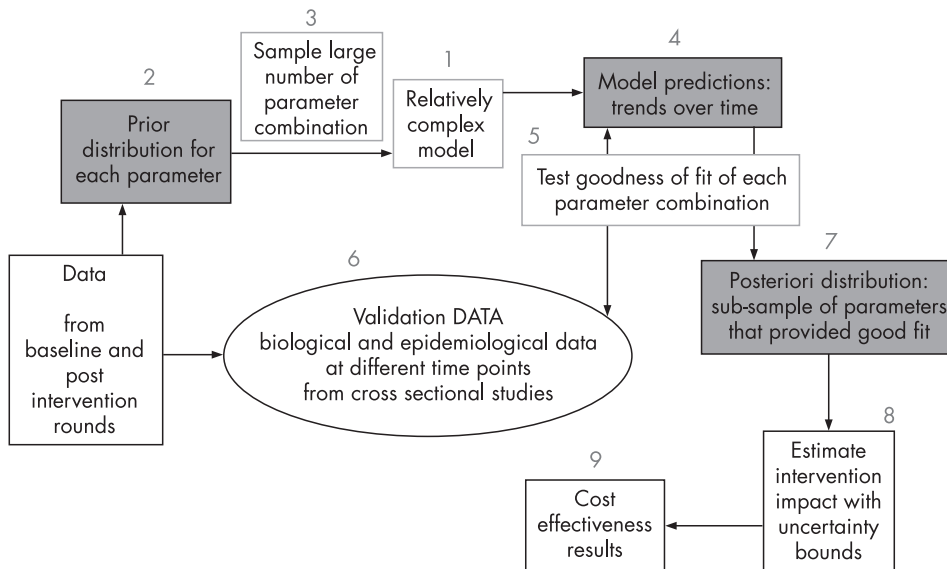 3
Sample large
number of
parameter
combination
1
Relatively
complex
model
4
Model predictions:
trends over time
2
Prior
distribution for
each parameter
5
Test goodness of fit of each
parameter combination
Data
from
baseline and
post
intervention
rounds
6
Validation DATA
biological and epidemiological data
at different time points
from cross sectional studies
7
Posteriori distribution:
sub-sample of parameters
that provided good fit
8
Estimate
intervention
impact with
uncertainty
bounds
9
Cost
effectiveness
results